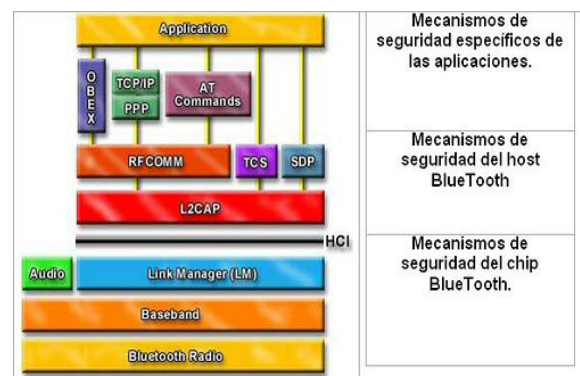 Application
OBEX
TCP/IP
PPP
AT
Commands
RFCOMM
TCS
SDP
L2CAP
HCI
Audio
Link Manager (LM)
Baseband
Bluetooth Radio
Mecanismos de
seguridad específicos de
las aplicaciones.
Mecanismos de
seguridad del host
BlueTooth
Mecanismos de
seguridad del chip
BlueTooth.